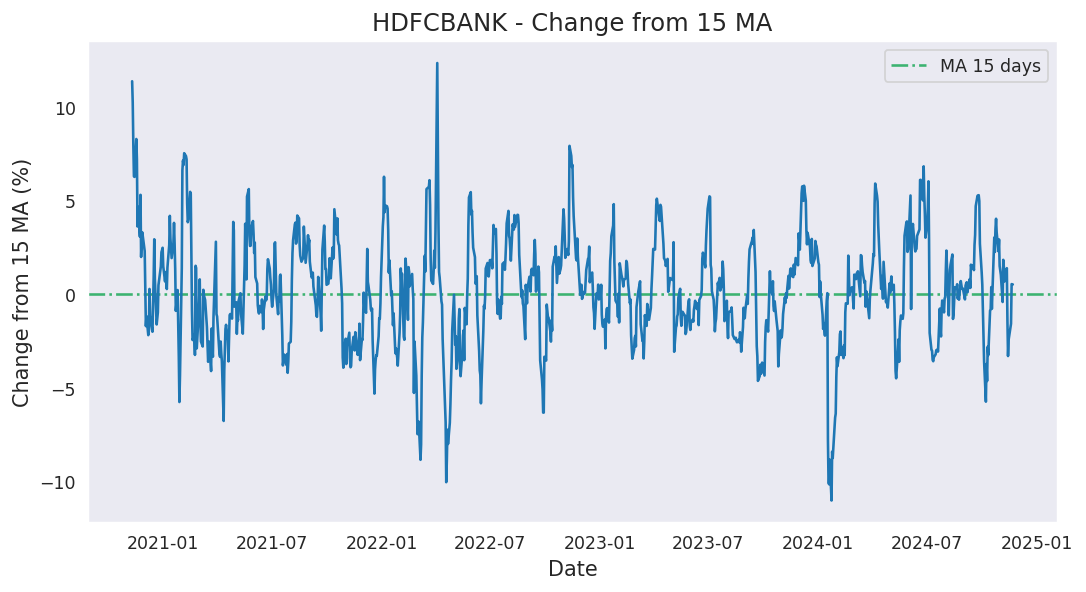 HDFCBANK - Change from 15 MA
MA 15 days
Change from 15 MA (%)
10
5
0
−5
−10
2021-01 2021-07 2022-01 2022-07 2023-01 2023-07 2024-01 2024-07 2025-01
Date